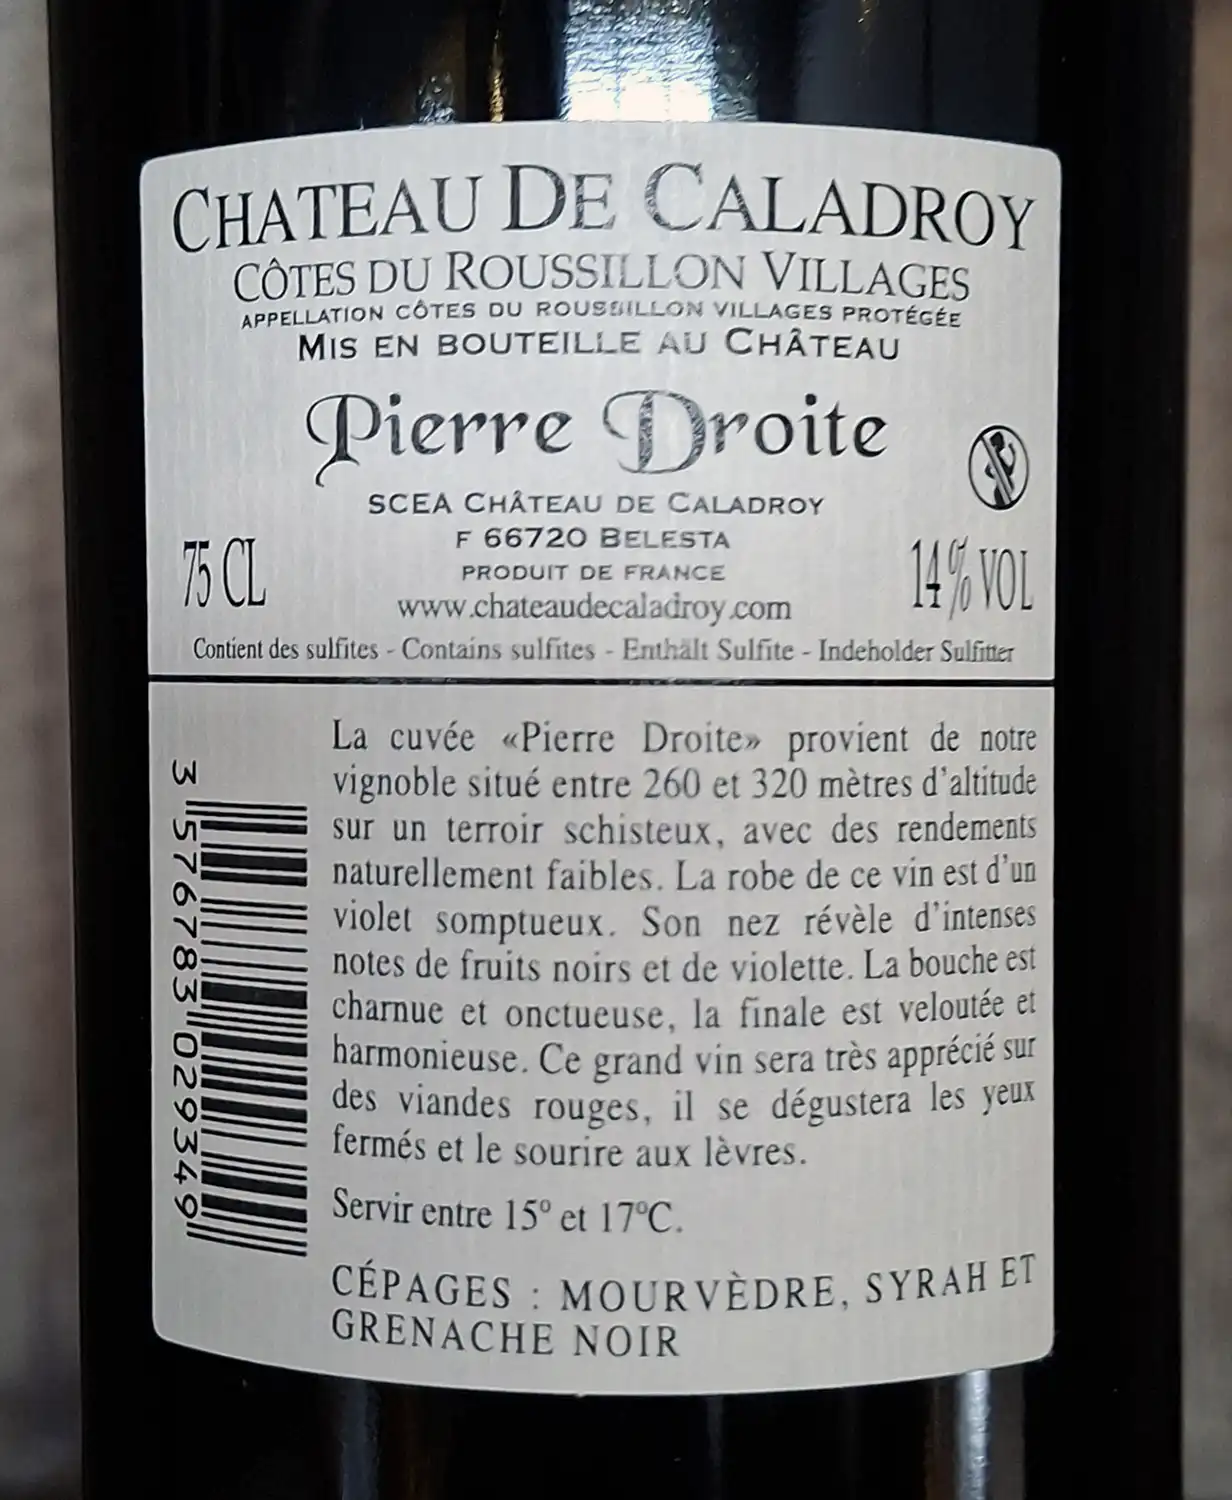 CHATEAU DE CALADROY
CÔTES DU ROUSSILLON VILLAGES
APPELLATION CÔTES DU ROUSSILLON VILLAGES PROTÉGÉE
MIS EN BOUTEILLE AU CHÂTEAU
Pierre Droite
SCEA CHÂTEAU DE CALADROY
F 66720 BELESTA
PRODUIT DE FRANCE
75 CL
14 % VOL
www.chateaudecaladroy.com
Contient des sulfites - Contains sulfites - Enthält Sulfite - Indeholder Sulfitter
La cuvée «Pierre Droite» provient de notre
vignoble situé entre 260 et 320 mètres d'altitude
sur un terroir schisteux, avec des rendements
naturellement faibles. La robe de ce vin est d'un
violet somptueux. Son nez révèle d'intenses
notes de fruits noirs et de violette. La bouche est
charnue et onctueuse, la finale est veloutée et
harmonieuse. Ce grand vin sera très apprécié sur
des viandes rouges, il se dégustera les yeux
fermés et le sourire aux lèvres.
Servir entre 15° et 17°C.
CÉPAGES : MOURVÈDRE, SYRAH ET
GRENACHE NOIR
3 576783 029349